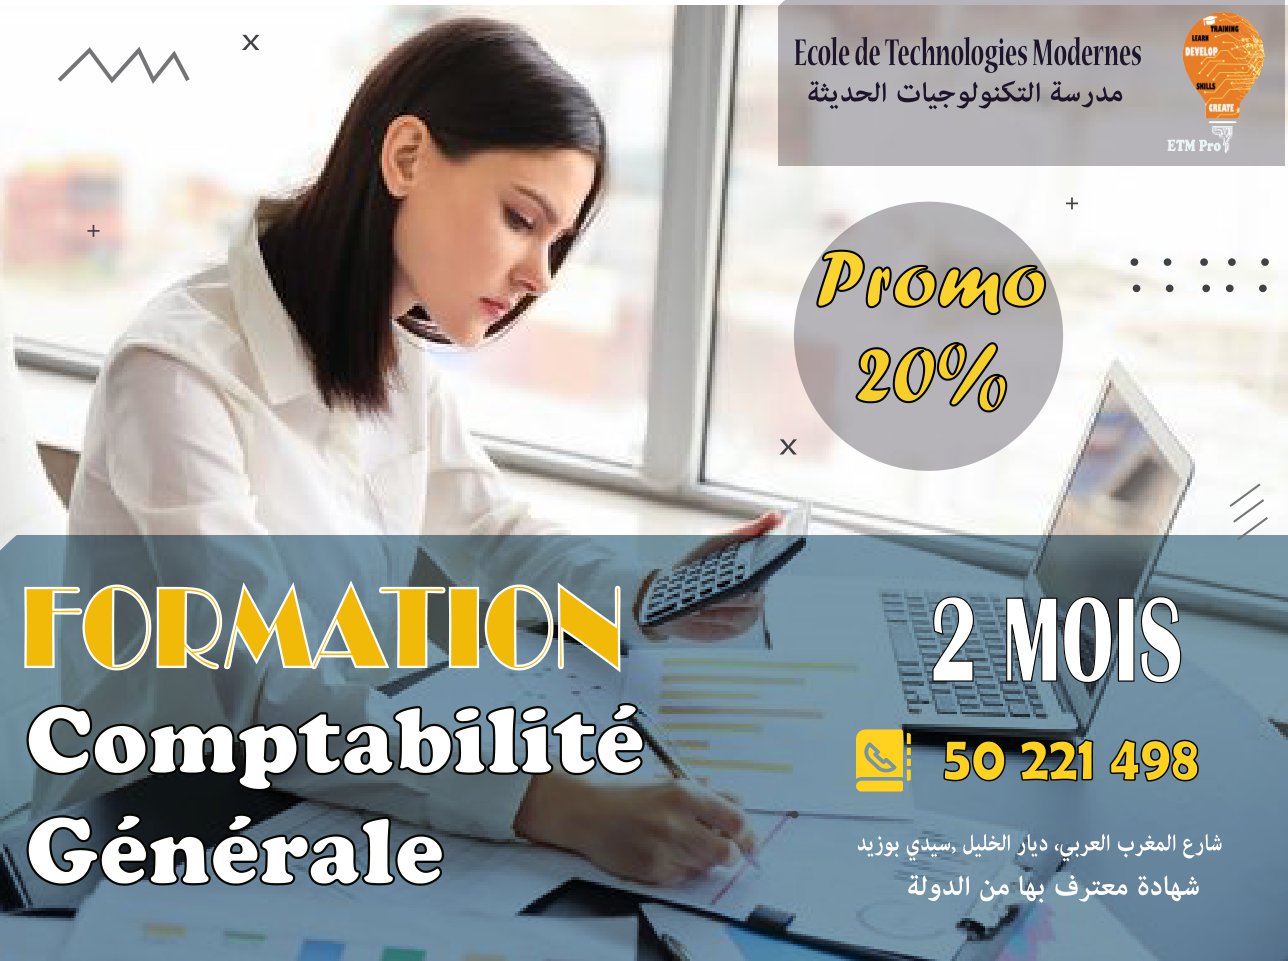 Ecole de Technologies Modernes
مدرسة التكنولوجيات الحديثة
TRAINING
LEARN
DEVELOP
SKILLS
CREATE
ETM Pro
Promo
20%
FORMATION
Comptabilité
Générale
2 MOIS
50 221 498
شارع المغرب العربي، ديار الخليل ,سيدي بوزيد
شهادة معترف بها من الدولة